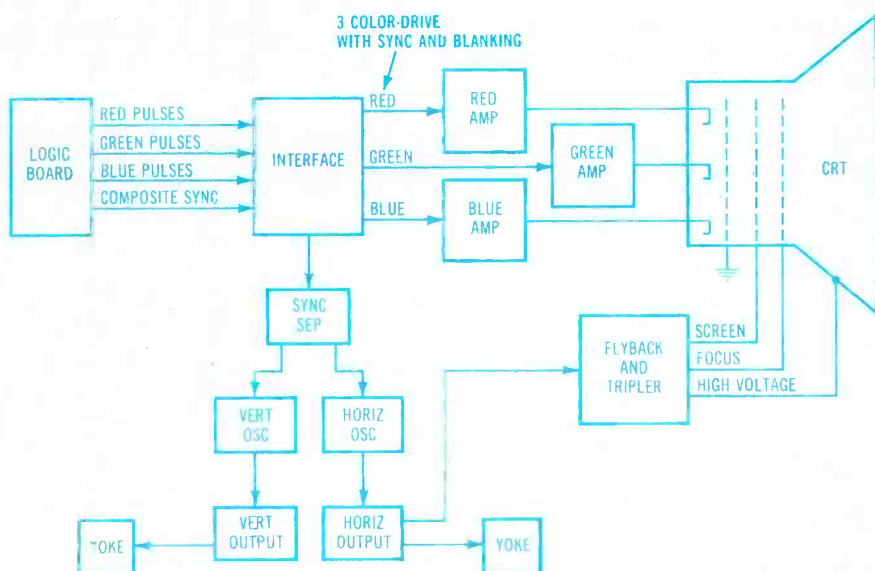 3 COLOR-DRIVE
WITH SYNC AND BLANKING
LOGIC
BOARD
RED PULSES
GREEN PULSES
BLUE PULSES
COMPOSITE SYNC
INTERFACE
RED
GREEN
BLUE
RED
AMP
GREEN
AMP
BLUE
AMP
CRT
SYNC
SEP
VERT
OSC
HORIZ
OSC
VERT
OUTPUT
HORIZ
OUTPUT
YOKE
YOKE
FLYBACK
AND
TRIPLER
SCREEN
FOCUS
HIGH VOLTAGE